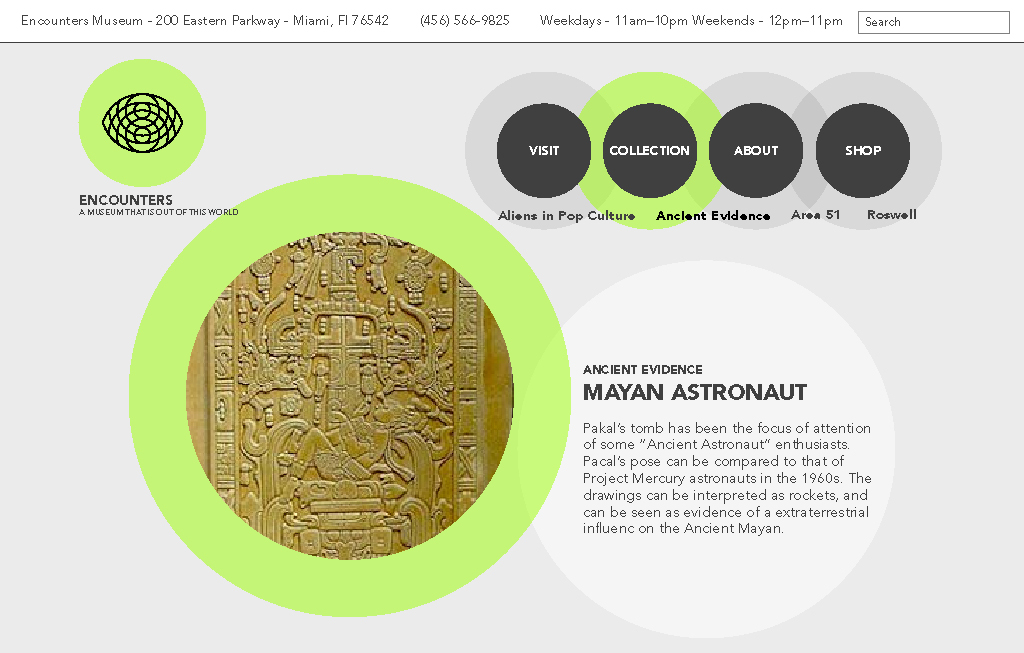 Encounters Museum - 200 Eastern Parkway - Miami, Fl 76542 (456) 566-9825 Weekdays - 11am–10pm Weekends - 12pm–11pm Search
VISIT COLLECTION ABOUT SHOP
ENCOUNTERS
A MUSEUM THAT IS OUT OF THIS WORLD
Aliens in Pop Culture Ancient Evidence Area 51 Roswell
ANCIENT EVIDENCE
MAYAN ASTRONAUT
Pakal's tomb has been the focus of attention
of some "Ancient Astronaut" enthusiasts.
Pacal's pose can be compared to that of
Project Mercury astronauts in the 1960s. The
drawings can be interpreted as rockets, and
can be seen as evidence of a extraterrestrial
influenc on the Ancient Mayan.